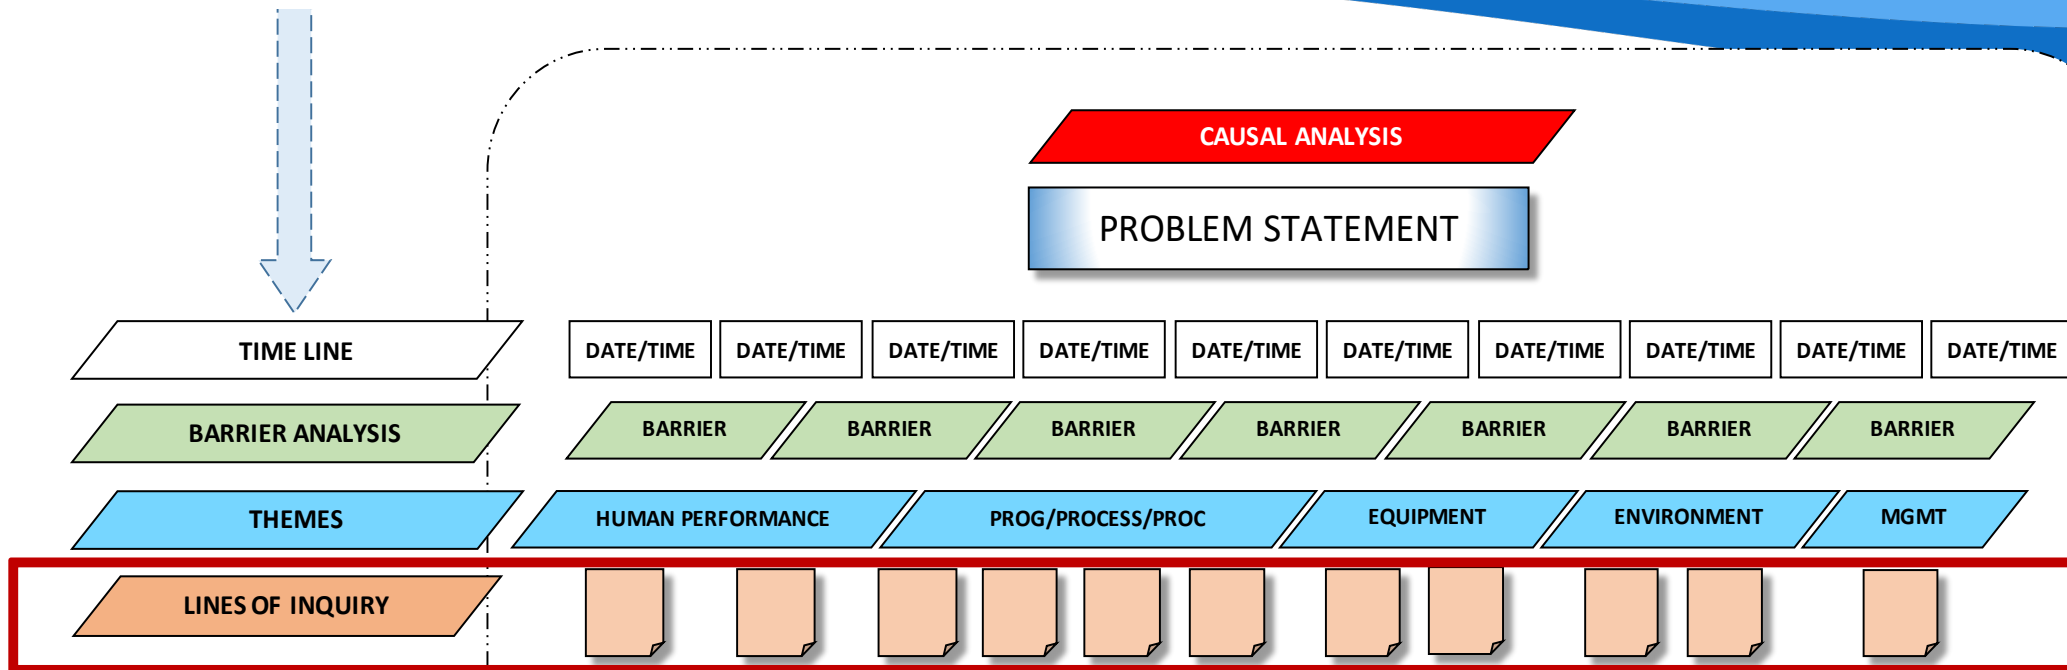 CAUSAL ANALYSIS
PROBLEM STATEMENT
TIME LINE DATE/TIME DATE/TIME DATE/TIME DATE/TIME DATE/TIME DATE/TIME DATE/TIME DATE/TIME DATE/TIME DATE/TIME
BARRIER ANALYSIS BARRIER BARRIER BARRIER BARRIER BARRIER BARRIER BARRIER
THEMES HUMAN PERFORMANCE PROG/PROCESS/PROC EQUIPMENT ENVIRONMENT MGMT
LINES OF INQUIRY